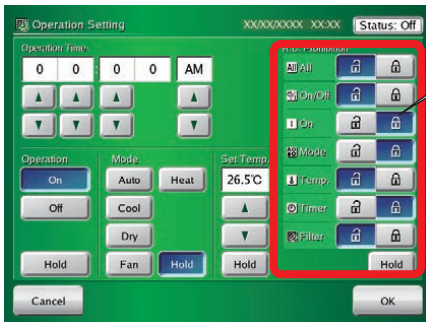 Operation Setting
XX/XX/XXXX XX:XX
Status: Off
Operation Time
R.C. Prohibition
0 0 : 0 0 AM
All All
On/Off
On
Mode
Temp.
Timer
Filter
Hold
Operation
On
Off
Hold
Mode
Auto Heat
Cool
Dry
Fan Hold
Set Temp.
26.5℃
Hold
Cancel
OK